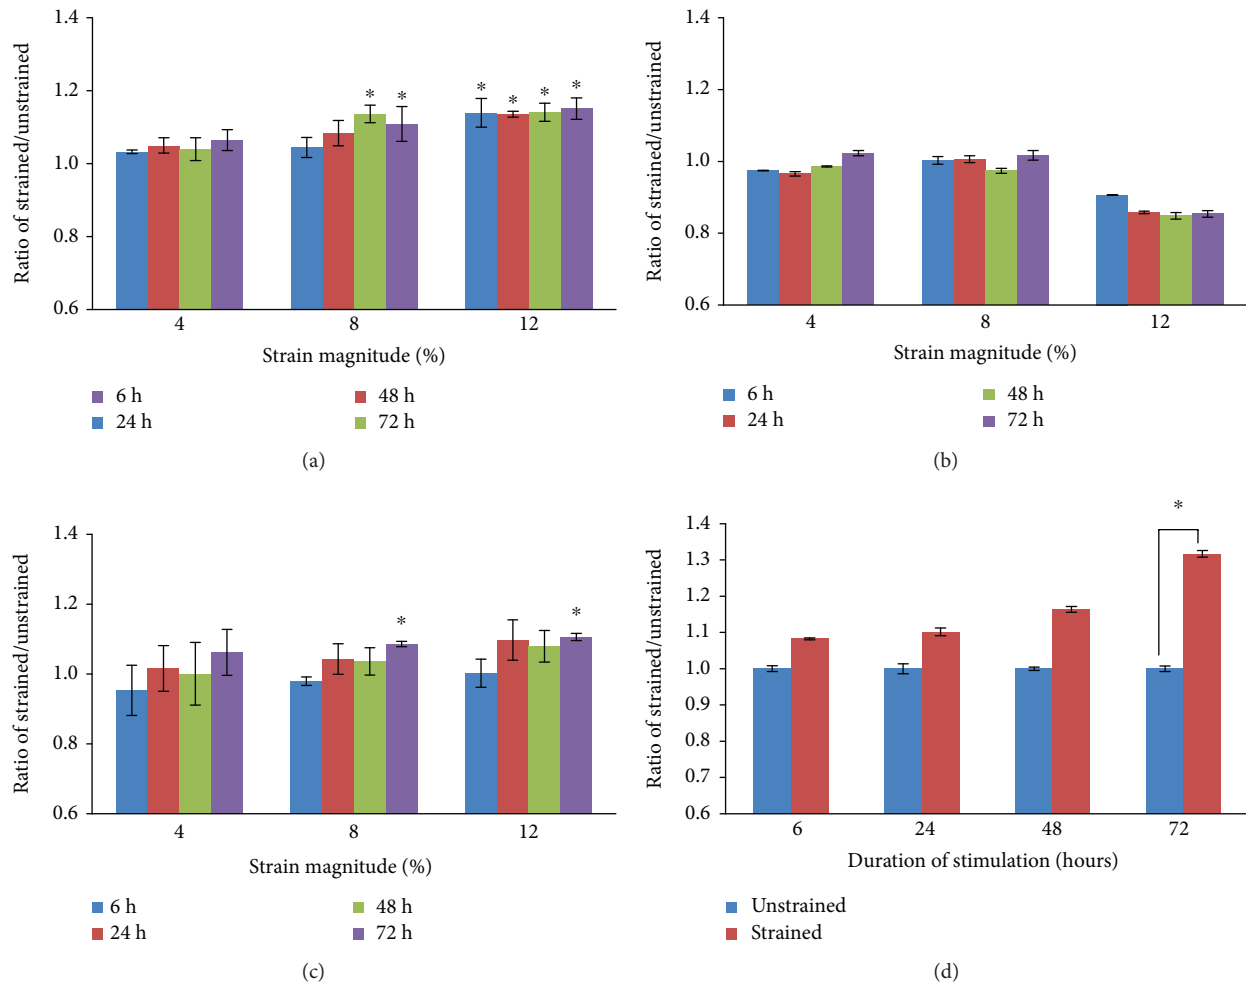 1.4
1.2
1.0
0.8
0.6
Ratio of strained/unstrained
* * * * * *
4 8 12
Strain magnitude (%)
6 h 48 h
24 h 72 h
(a)
1.4
1.2
1.0
0.8
0.6
Ratio of strained/unstrained
4 8 12
Strain magnitude (%)
6 h 48 h
24 h 72 h
(b)
1.4
1.2
1.0
0.8
0.6
Ratio of strained/unstrained
* *
4 8 12
Strain magnitude (%)
6 h 48 h
24 h 72 h
(c)
1.4
1.3
1.2
1.1
1.0
0.9
0.8
0.7
0.6
Ratio of strained/unstrained
*
6 24 48 72
Duration of stimulation (hours)
Unstrained
Strained
(d)